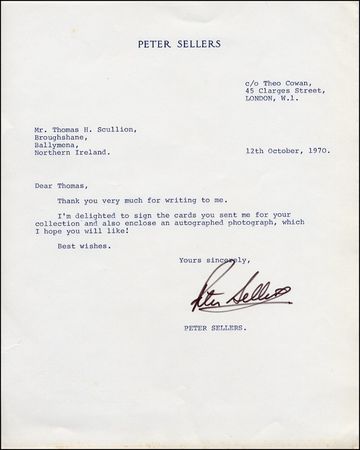 PETER SELLERS
c/o Theo Cowan,
45 Clarges Street,
LONDON, W.1.
Mr. Thomas H. Scullion,
Broughshane,
Ballymena,
Northern Ireland.
12th October, 1970.
Dear Thomas,
Thank you very much for writing to me.
I'm delighted to sign the cards you sent me for your
collection and also enclose an autographed photograph, which
I hope you will like!
Best wishes.
Yours sincerely,
Peter Sellers
PETER SELLERS.